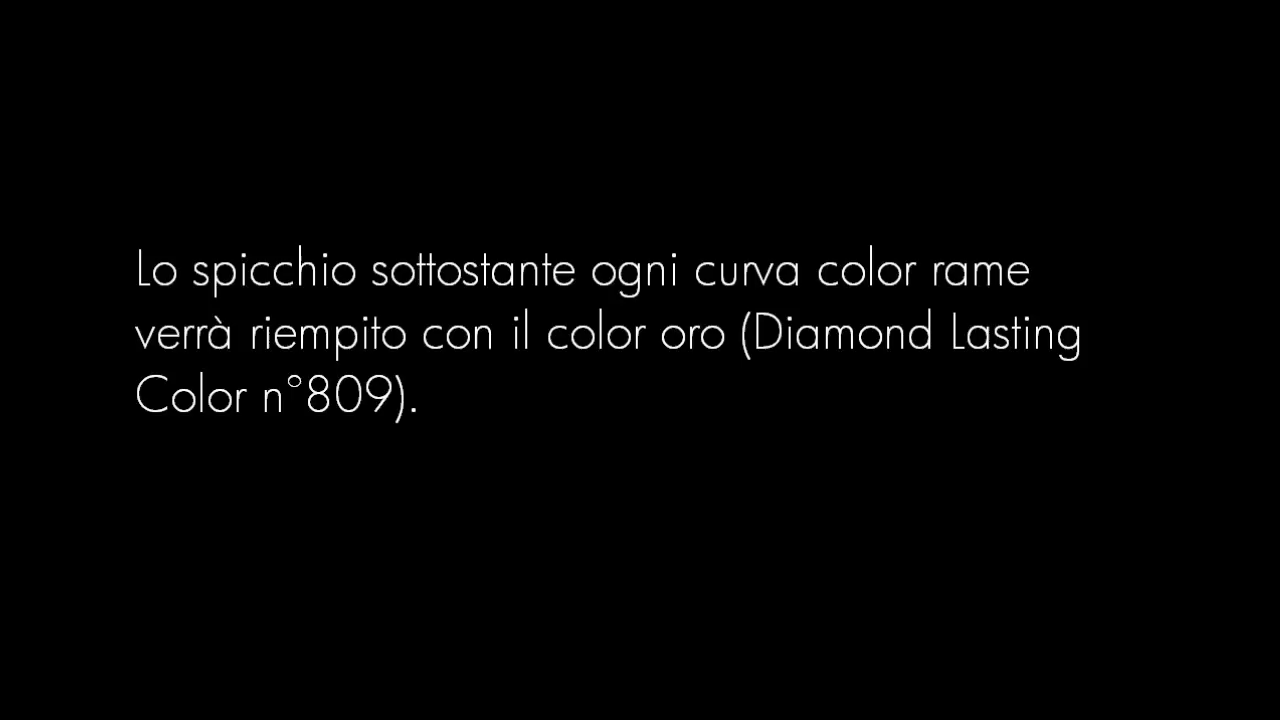 Lo spicchio sottostante ogni curva color rame
verrà riempito con il color oro (Diamond Lasting
Color n°809).